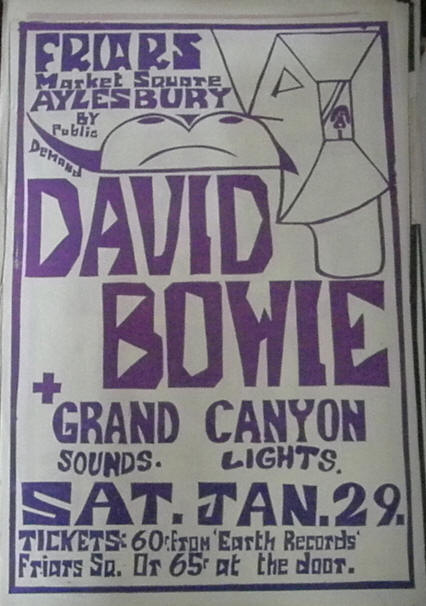 FRIARS
Market Square
AYLESBURY
BY
Public
Demand
DAVID
BOWIE
+
GRAND CANYON
SOUNDS. LIGHTS.
SAT. JAN. 29.
TICKETS: 60p from 'Earth Records'
Friars Sq. Or 65p at the door.